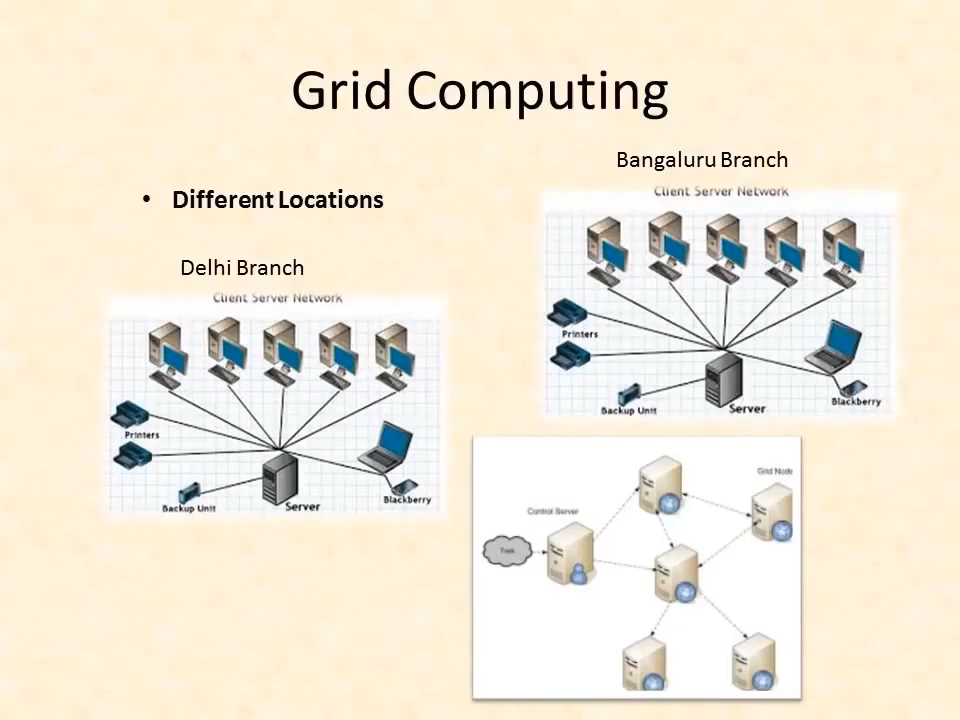 Grid Computing
• Different Locations
Delhi Branch
Client Server Network
Printers
Backup Unit
Server
Blackberry
Bangaluru Branch
Client Server Network
Printers
Backup Unit
Server
Blackberry
Grid Node
Control Server
Task